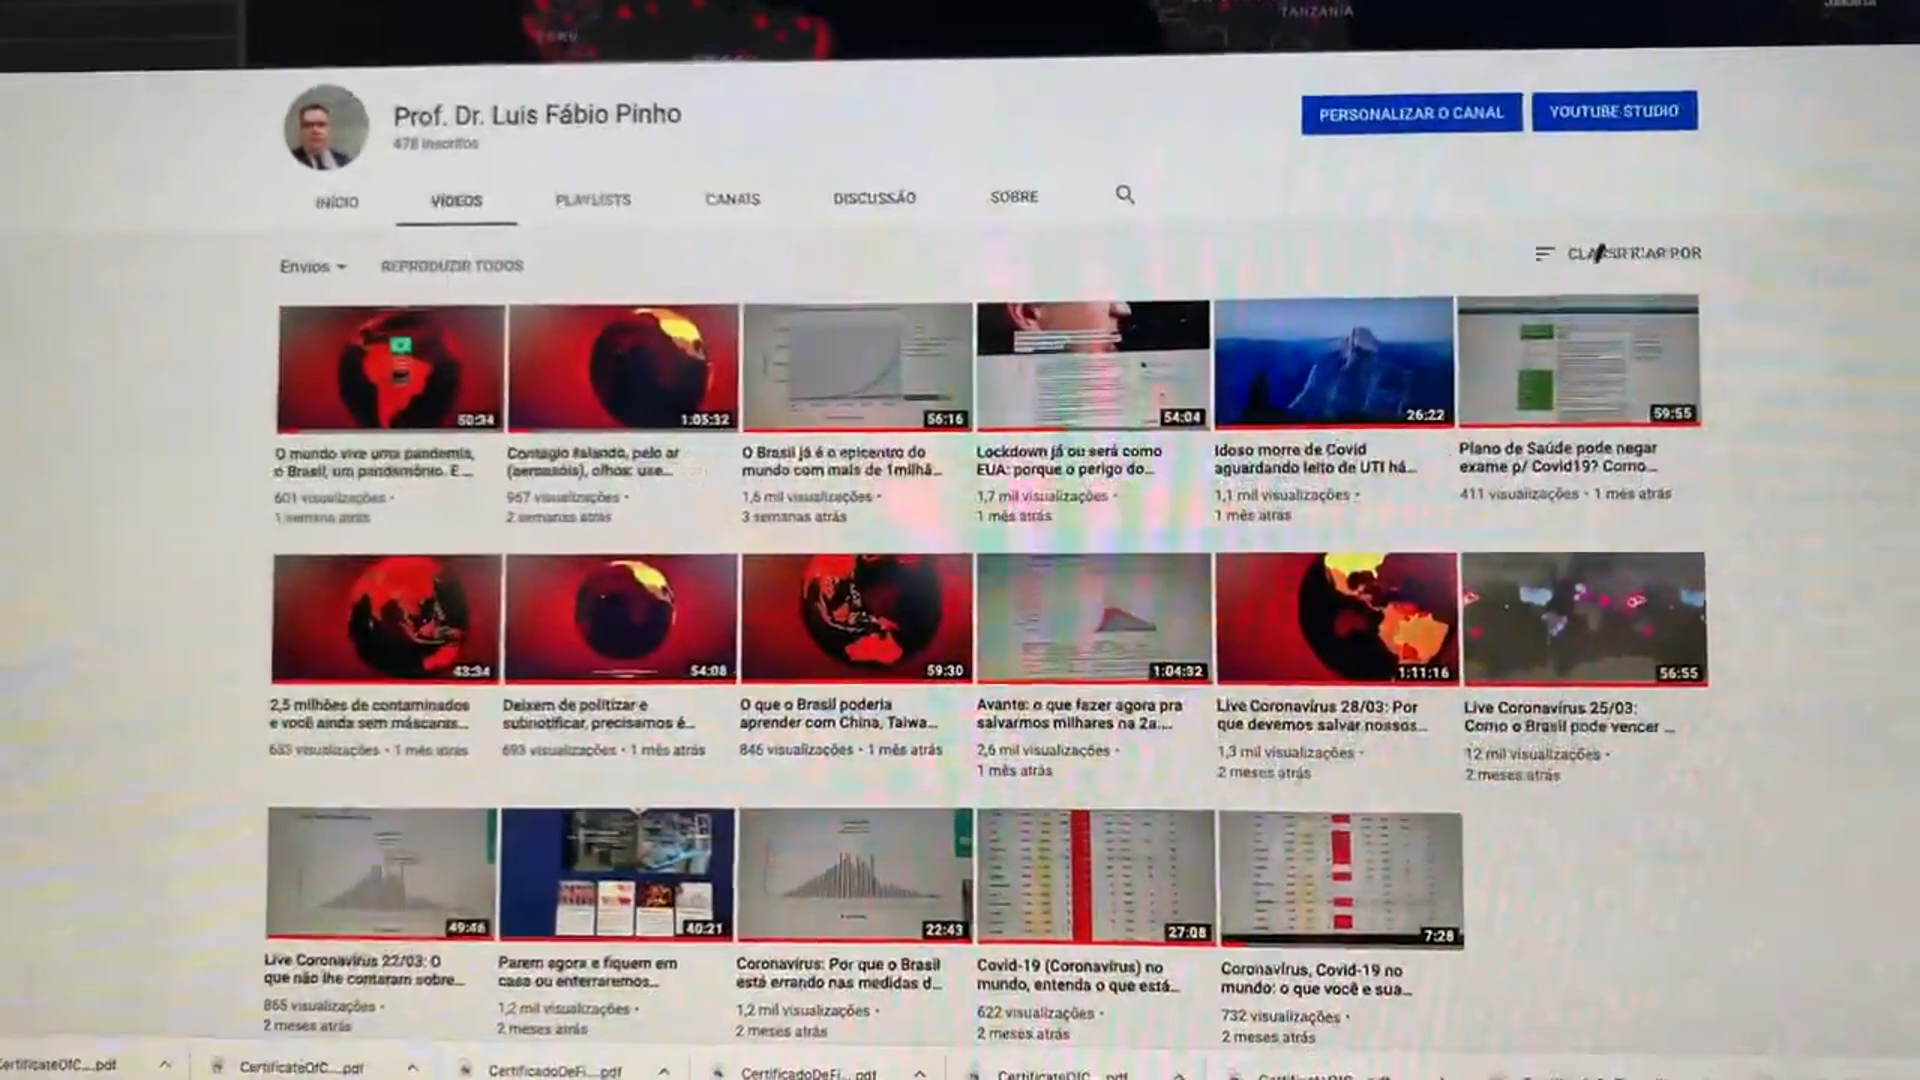 TANZANIA
Prof. Dr. Luis Fábio Pinho
478 inscritos
PERSONALIZAR O CANAL
YOUTUBE STUDIO
INÍCIO
VÍDEOS
PLAYLISTS
CANAIS
DISCUSSÃO
SOBRE
Envios
REPRODUZIR TODOS
CLASSIFICAR POR
50:34
1:05:32
56:16
54:04
26:22
59:55
O mundo vive uma pandemia,
o Brasil, um pandemônio. E ...
601 visualizações •
1 semana atrás
Contagio falando, pelo ar
(aerossóis), olhos: use...
967 visualizações •
2 semanas atrás
O Brasil já é o epicentro do
mundo com mais de 1milhã...
1,6 mil visualizações •
3 semanas atrás
Lockdown já ou será como
EUA: porque o perigo do...
1,7 mil visualizações •
1 mês atrás
Idoso morre de Covid
aguardando leito de UTI há...
1,1 mil visualizações •
1 mês atrás
Plano de Saúde pode negar
exame p/ Covid19? Como...
411 visualizações • 1 mês atrás
43:34
54:08
59:30
1:04:32
1:11:16
56:55
2,5 milhões de contaminados
e você ainda sem máscaras...
633 visualizações • 1 mês atrás
Deixem de politizar e
subnotificar, precisamos é...
693 visualizações • 1 mês atrás
O que o Brasil poderia
aprender com China, Taiwa...
846 visualizações • 1 mês atrás
Avante: o que fazer agora pra
salvarmos milhares na 2a....
2,6 mil visualizações •
1 mês atrás
Live Coronavírus 28/03: Por
que devemos salvar nossos...
1,3 mil visualizações •
2 meses atrás
Live Coronavirus 25/03:
Como o Brasil pode vencer ...
12 mil visualizações •
2 meses atrás
49:46
40:21
22:43
27:08
7:28
Live Coronavírus 22/03: O
que não lhe contaram sobre...
865 visualizações •
2 meses atrás
Parem agora e fiquem em
casa ou enterraremos...
1,2 mil visualizações •
2 meses atrás
Coronavírus: Por que o Brasil
está errando nas medidas d...
1,2 mil visualizações •
2 meses atrás
Covid-19 (Coronavírus) no
mundo, entenda o que está...
622 visualizações •
2 meses atrás
Coronavírus, Covid-19 no
mundo: o que você e sua...
732 visualizações •
2 meses atrás
CertificateOfC....pdf
CertificateOfC....pdf
CertificadoDeFi....pdf
CertificadoDeFi....pdf
CertificateOfC....pdf